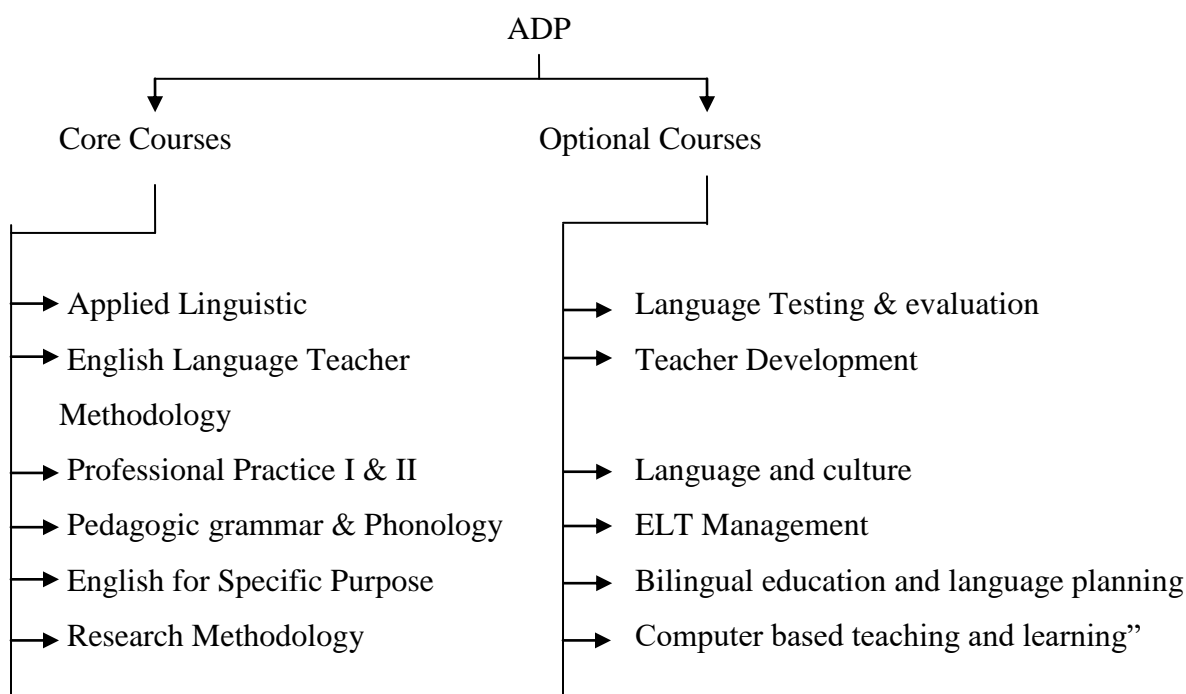 ADP
Core Courses
Optional Courses
Applied Linguistic
English Language Teacher
Methodology
Professional Practice I & II
Pedagogic grammar & Phonology
English for Specific Purpose
Research Methodology
Language Testing & evaluation
Teacher Development
Language and culture
ELT Management
Bilingual education and language planning
Computer based teaching and learning”